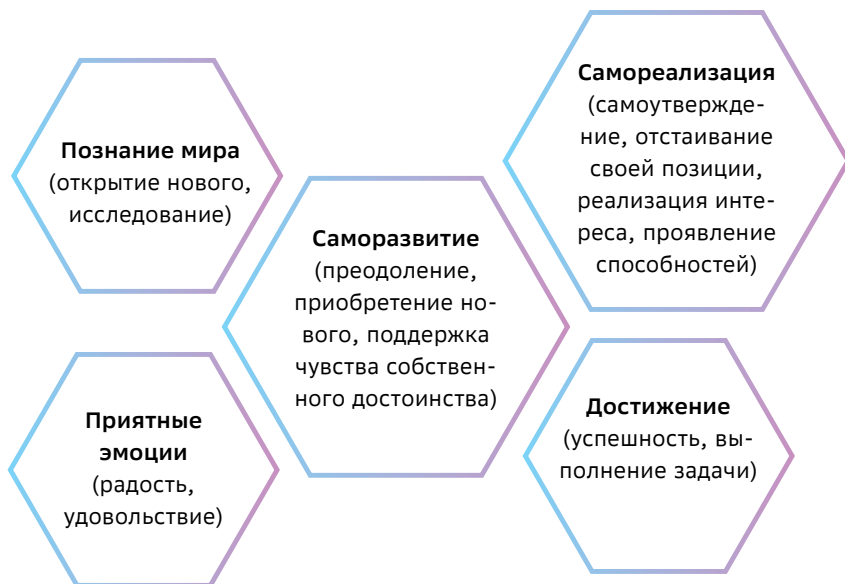 Познание мира
(открытие нового,
исследование)
Самореализация
(самоутвержде-
ние, отстаивание
своей позиции,
реализация инте-
реса, проявление
способностей)
Саморазвитие
(преодоление,
приобретение но-
вого, поддержка
чувства собствен-
ного достоинства)
Приятные
эмоции
(радость,
удовольствие)
Достижение
(успешность, вы-
полнение задачи)